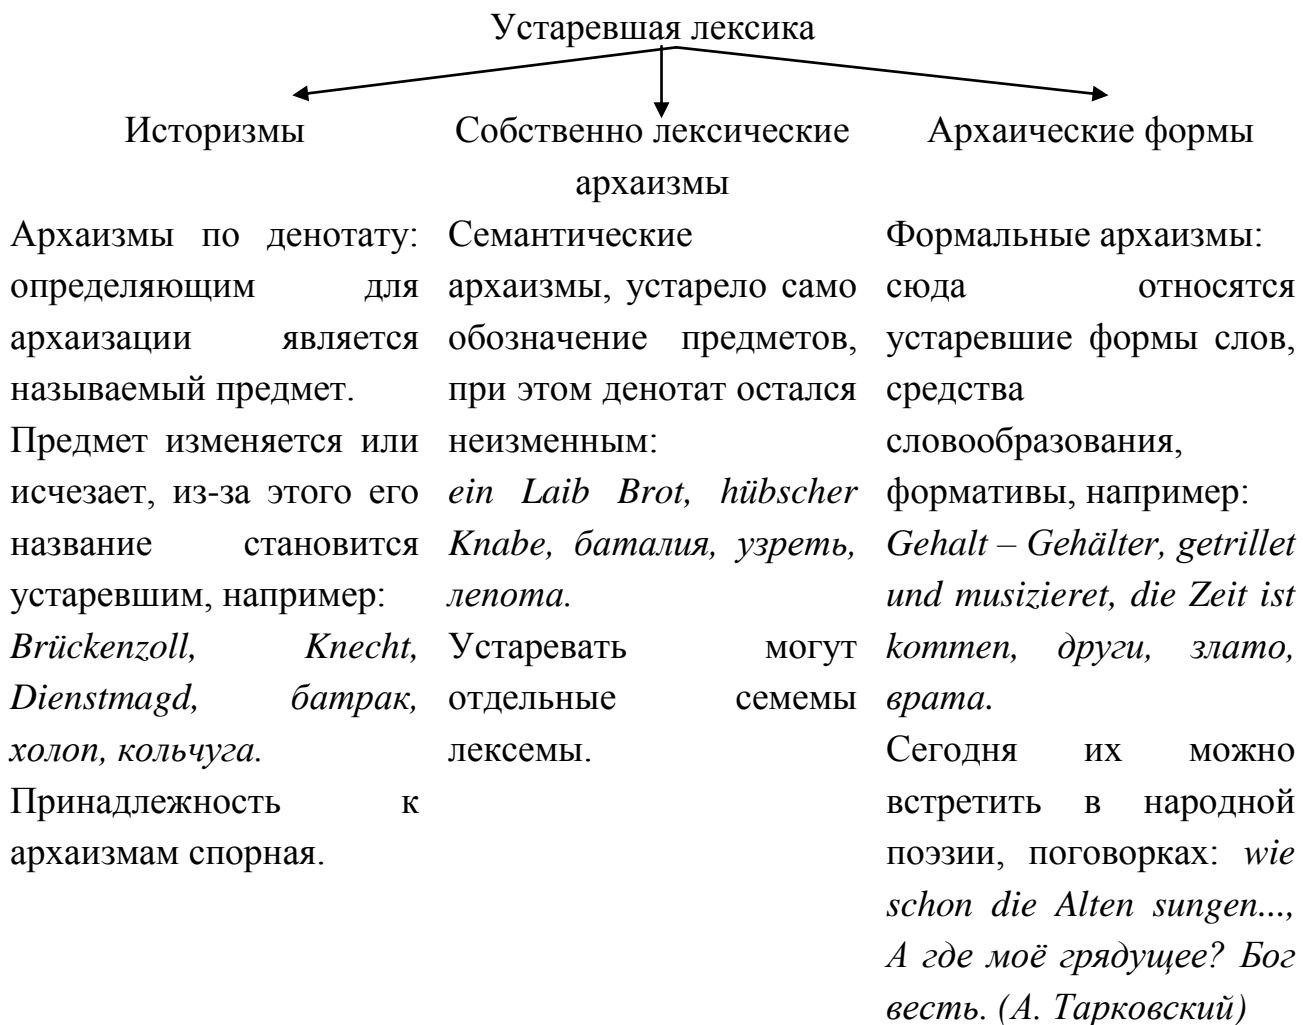 Устаревшая лексика
Историзмы
Собственно лексические
архаизмы
Архаические формы
Архаизмы по денотату:
определяющим для
архаизации является
называемый предмет.
Предмет изменяется или
исчезает, из-за этого его
название становится
устаревшим, например:
Brückenzoll, Knecht,
Dienstmagd, батрак,
холоп, кольчуга.
Принадлежность к
архаизмам спорная.
Семантические
архаизмы, устарело само
обозначение предметов,
при этом денотат остался
неизменным:
ein Laib Brot, hübscher
Knabe, баталия, узреть,
лепота.
Устаревать могут
отдельные семемы
лексемы.
Формальные архаизмы:
сюда относятся
устаревшие формы слов,
средства
словообразования,
формативы, например:
Gehalt – Gehälter, getrillet
und musizieret, die Zeit ist
kommen, други, злато,
врата.
Сегодня их можно
встретить в народной
поэзии, поговорках: wie
schon die Alten sungen...,
А где моё грядущее? Бог
весть. (А. Тарковский)